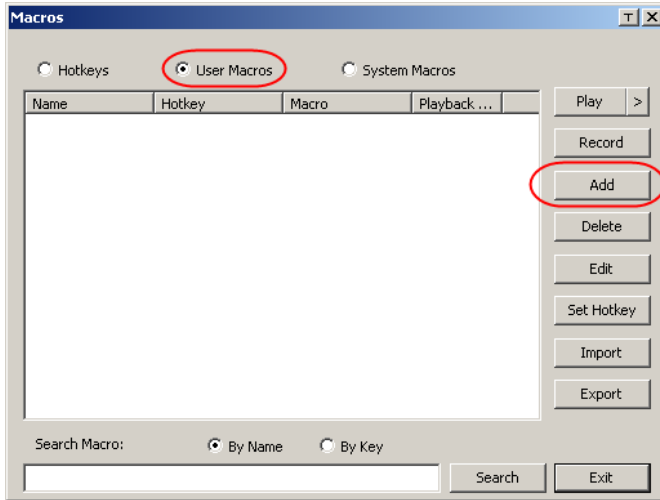 Macros T X
Hotkeys User Macros System Macros
Name Hotkey Macro Playback ...
Play >
Record
Add
Delete
Edit
Set Hotkey
Import
Export
Search Macro: By Name By Key
Search Exit